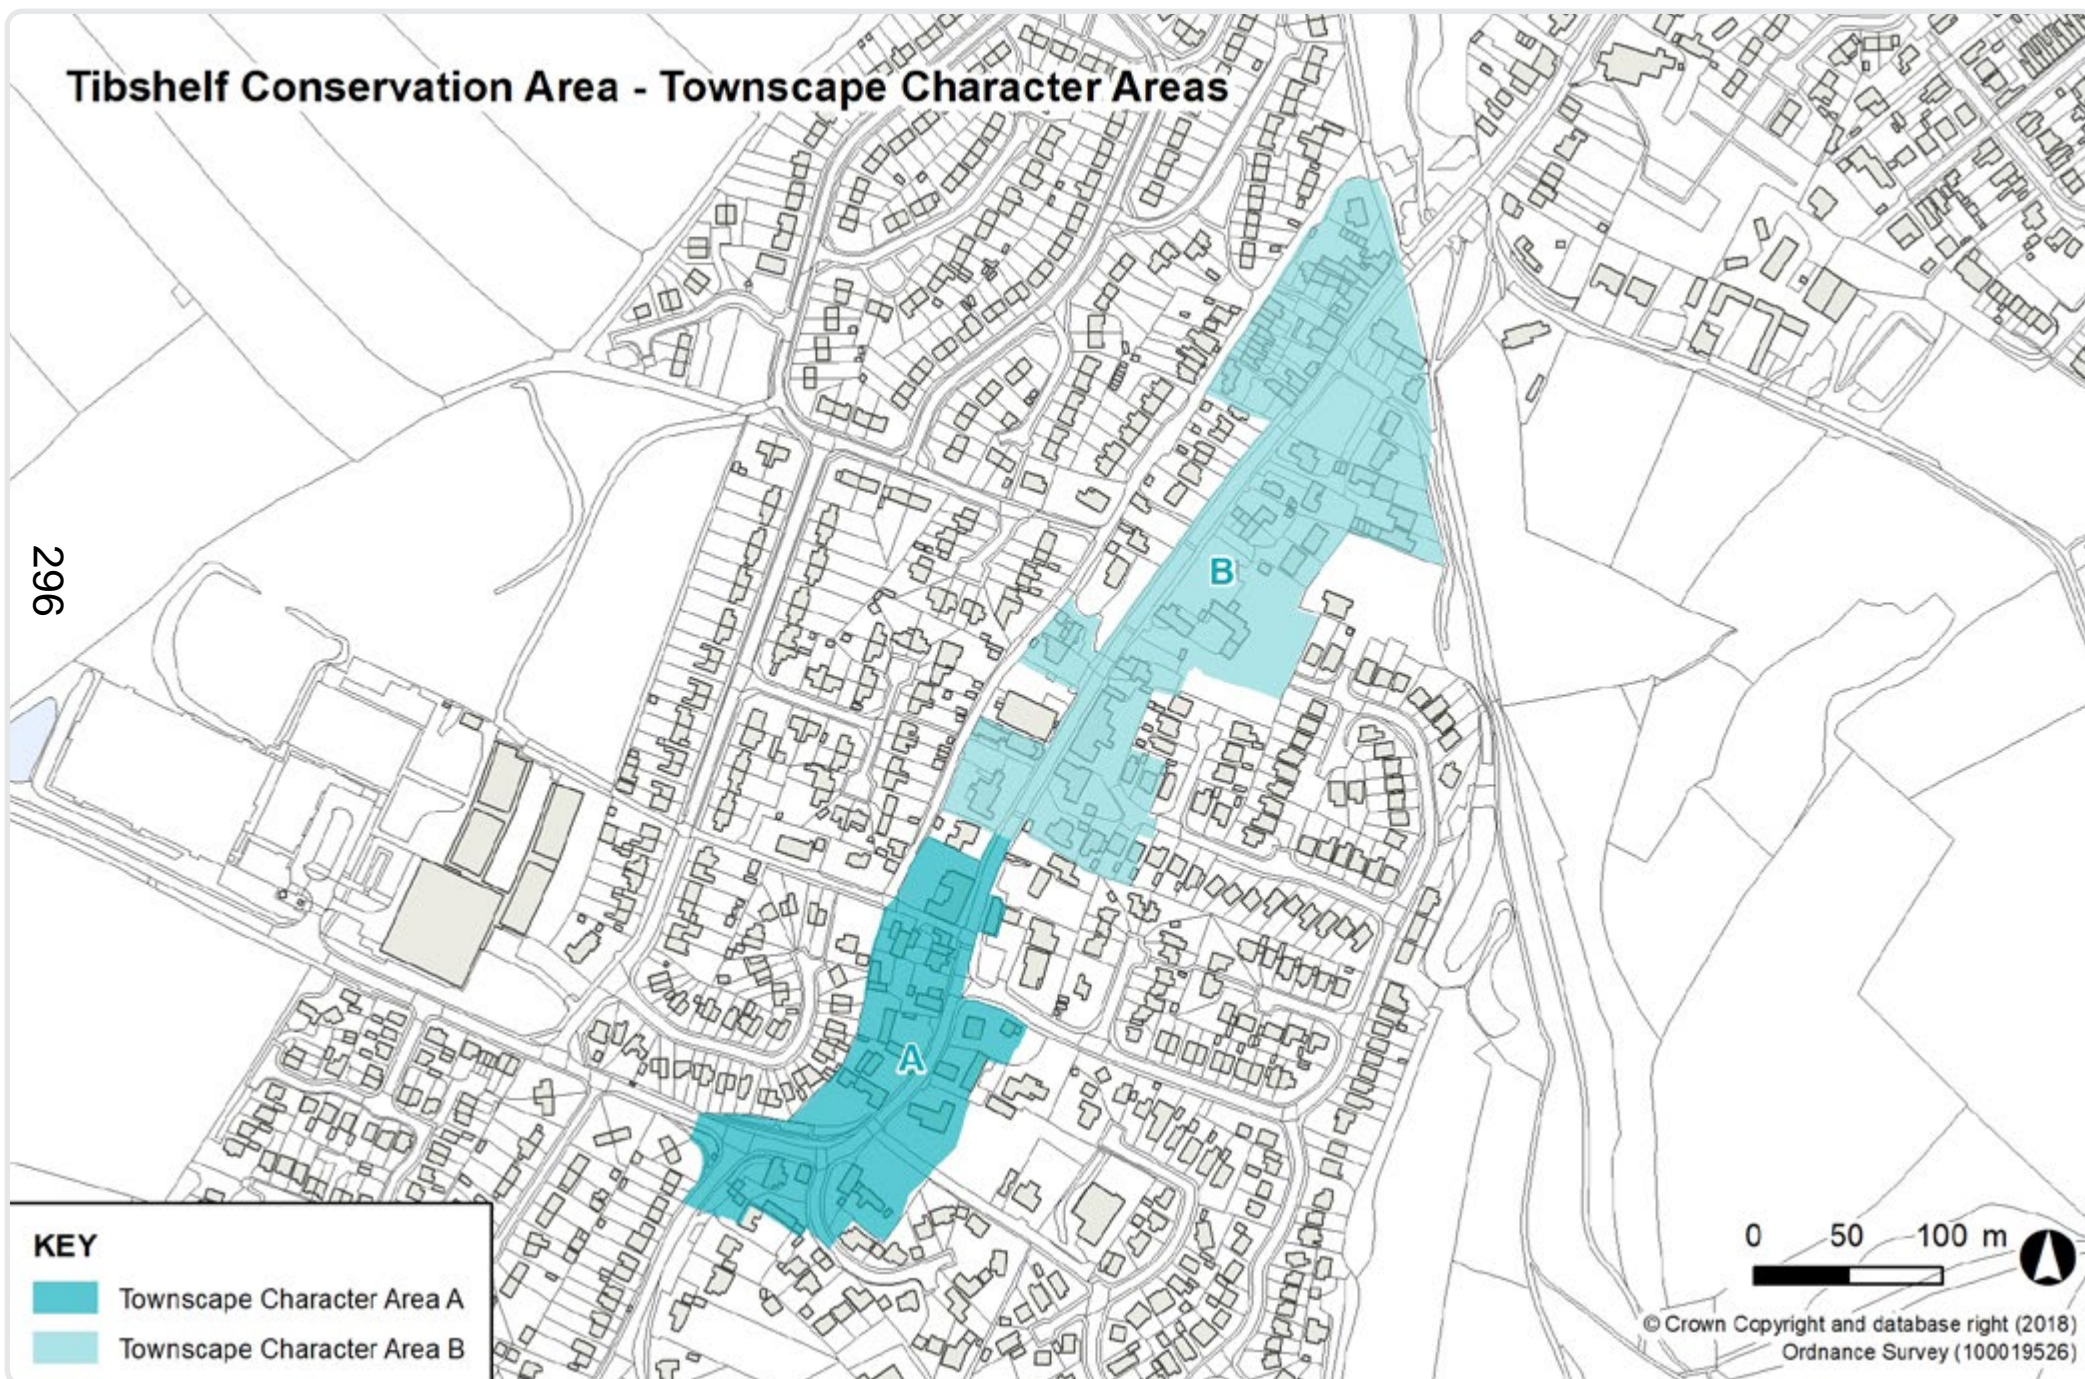 Tibshelf Conservation Area - Townscape Character Areas
296
B
A
KEY
Townscape Character Area A
Townscape Character Area B
0 50 100 m
© Crown Copyright and database right (2018)
Ordnance Survey (100019526)